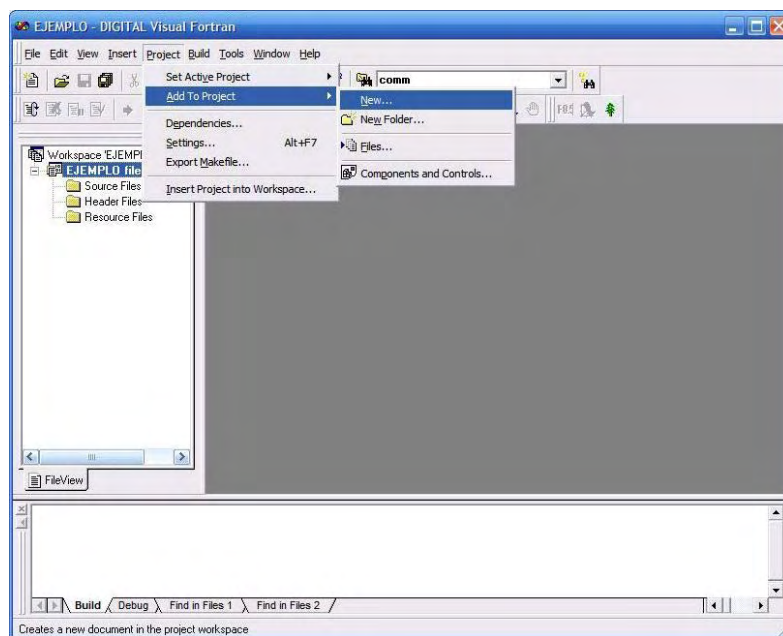 EJEMPLO - DIGITAL Visual Fortran
File Edit View Insert Project Build Tools Window Help
comm
Set Active Project
Add To Project
New...
New Folder...
Dependencies...
Settings... Alt+F7
Files...
Export Makefile...
Components and Controls...
Insert Project into Workspace...
Workspace 'EJEMPL
EJEMPLO file
Source Files
Header Files
Resource Files
FileView
Build Debug Find in Files 1 Find in Files 2
Creates a new document in the project workspace